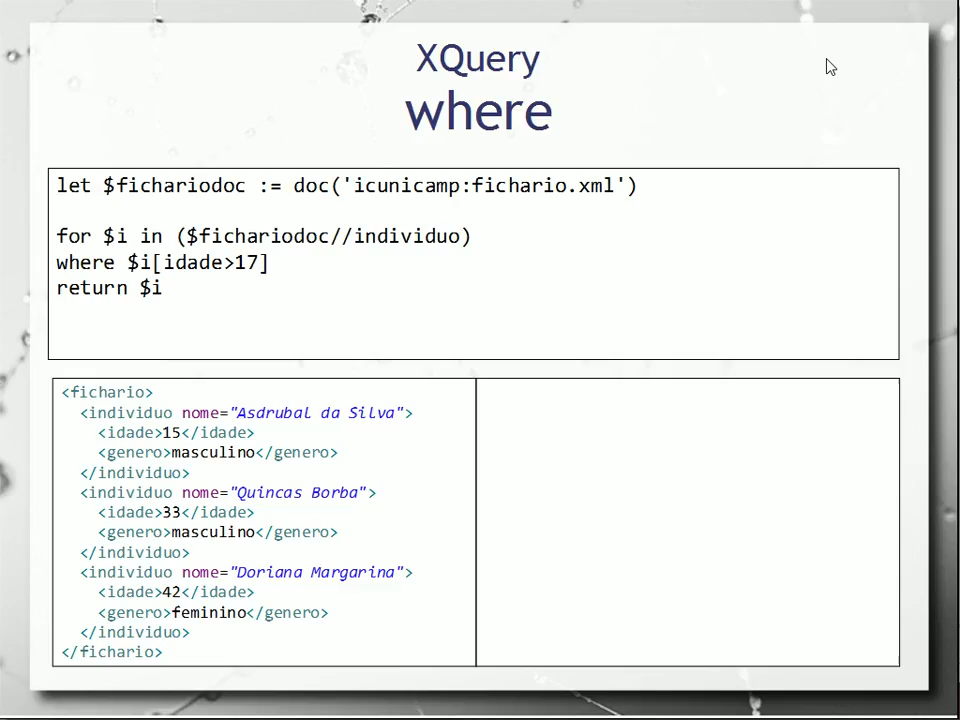 XQuery
where
let $fichariodoc := doc('icunicamp:fichario.xml')
for $i in ($fichariodoc//individuo)
where $i[idade>17]
return $i
<fichario>
<individuo nome="Asdrubal da Silva">
<idade>15</idade>
<genero>masculino</genero>
</individuo>
<individuo nome="Quincas Borba">
<idade>33</idade>
<genero>masculino</genero>
</individuo>
<individuo nome="Doriana Margarina">
<idade>42</idade>
<genero>feminino</genero>
</individuo>
</fichario>